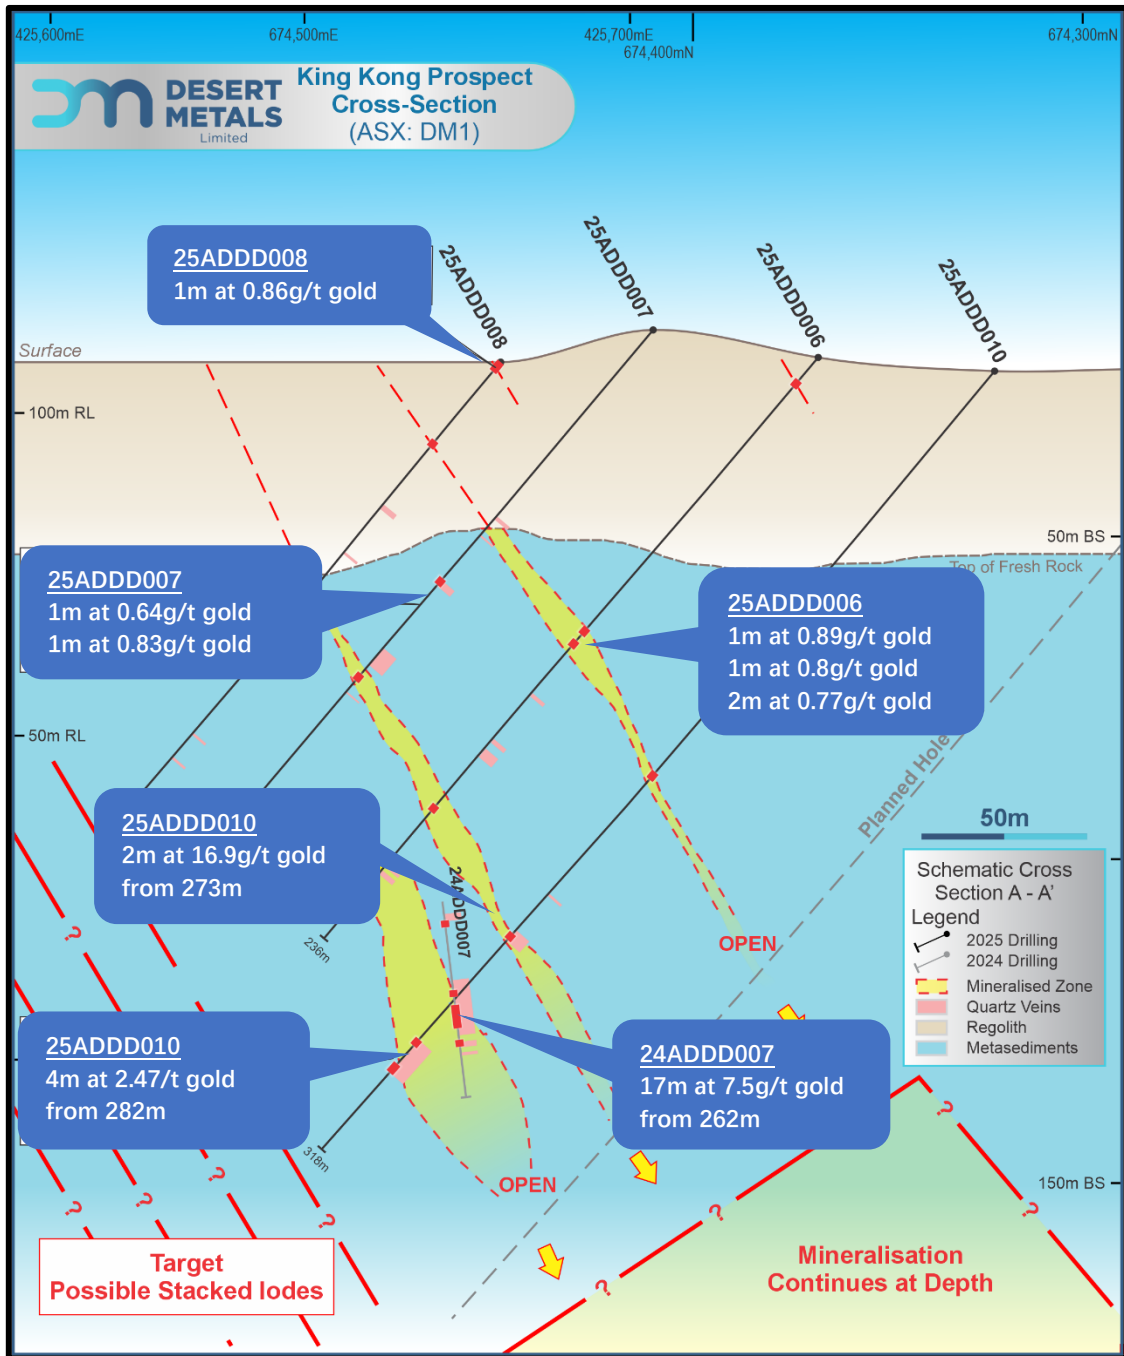 425,600mE
674,500mE
425,700mE
674,400mN
674,300mN
DESERT
METALS
Limited
King Kong Prospect
Cross-Section
(ASX: DM1)
25ADDD008
1m at 0.86g/t gold
25ADDD008
25ADDD007
25ADDD006
25ADDD010
Surface
100m RL
50m BS
Top of Fresh Rock
25ADDD007
1m at 0.64g/t gold
1m at 0.83g/t gold
25ADDD006
1m at 0.89g/t gold
1m at 0.8g/t gold
2m at 0.77g/t gold
50m RL
Planned Hole
25ADDD010
2m at 16.9g/t gold
from 273m
24ADDD007
50m
Schematic Cross
Section A - A'
Legend
2025 Drilling
2024 Drilling
Mineralised Zone
Quartz Veins
Regolith
Metasediments
?
236m
OPEN
25ADDD010
4m at 2.47/t gold
from 282m
24ADDD007
17m at 7.5g/t gold
from 262m
?
318m
OPEN
150m BS
?
?
?
?
?
?
?
Target
Possible Stacked lodes
Mineralisation
Continues at Depth